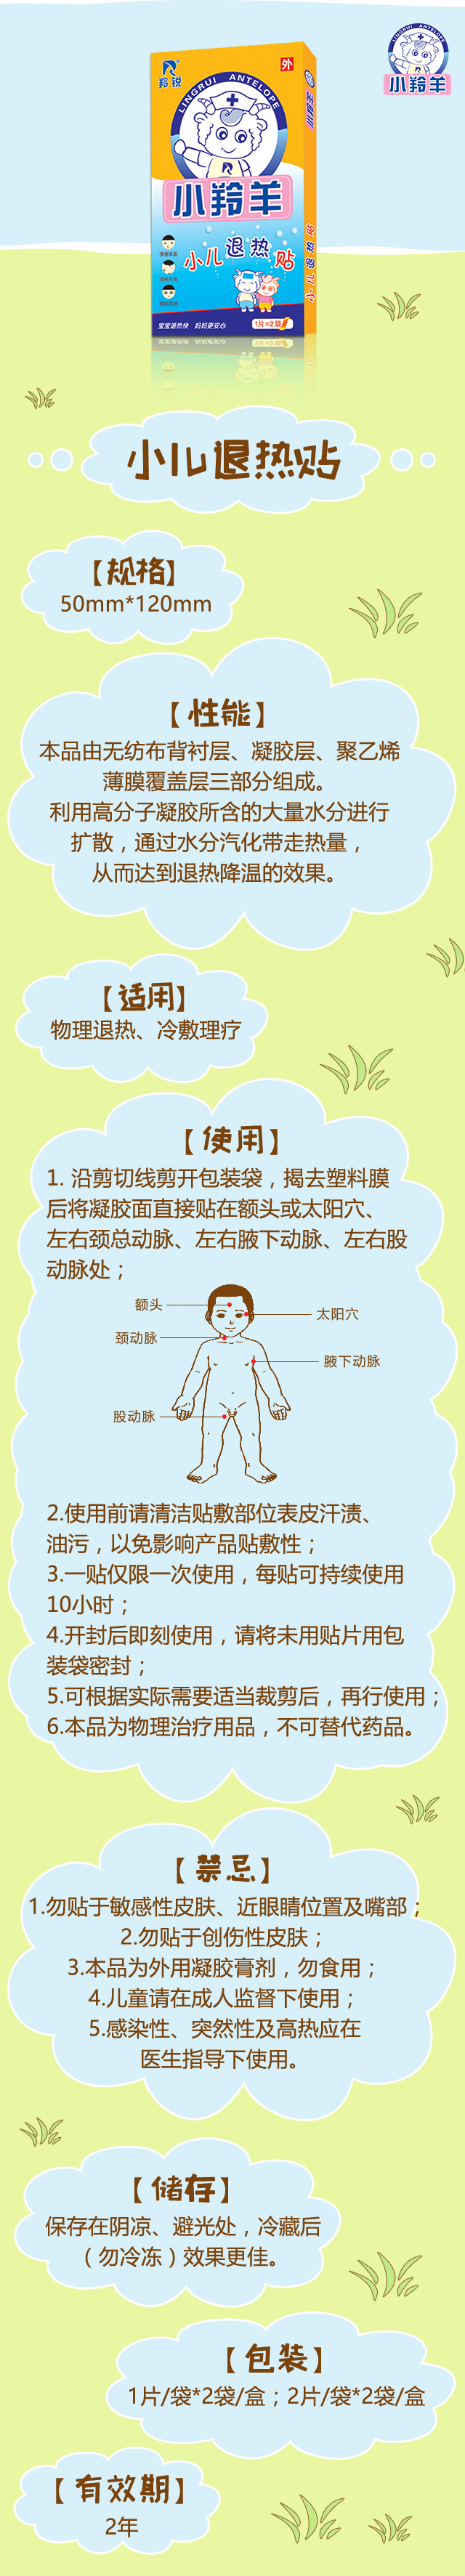 LINGRUI ANTELOPE
小羚羊
羚锐
外
LINGRUI ANTELOPE
小羚羊
小儿退热贴
宝宝退热快 妈妈更安心
1片×2袋
小儿退热贴
小儿退热贴
【规格】
50mm*120mm
【性能】
本品由无纺布背衬层、凝胶层、聚乙烯
薄膜覆盖层三部分组成。
利用高分子凝胶所含的大量水分进行
扩散，通过水分汽化带走热量，
从而达到退热降温的效果。
【适用】
物理退热、冷敷理疗
【使用】
1. 沿剪切线剪开包装袋，揭去塑料膜
后将凝胶面直接贴在额头或太阳穴、
左右颈总动脉、左右腋下动脉、左右股
动脉处；
额头
太阳穴
颈动脉
腋下动脉
股动脉
2.使用前请清洁贴敷部位表皮汗渍、
油污，以免影响产品贴敷性；
3.一贴仅限一次使用，每贴可持续使用
10小时；
4.开封后即刻使用，请将未用贴片用包
装袋密封；
5.可根据实际需要适当裁剪后，再行使用；
6.本品为物理治疗用品，不可替代药品。
【禁忌】
1.勿贴于敏感性皮肤、近眼睛位置及嘴部；
2.勿贴于创伤性皮肤；
3.本品为外用凝胶膏剂，勿食用；
4.儿童请在成人监督下使用；
5.感染性、突然性及高热应在
医生指导下使用。
【储存】
保存在阴凉、避光处，冷藏后
（勿冷冻）效果更佳。
【包装】
1片/袋*2袋/盒；2片/袋*2袋/盒
【有效期】
2年